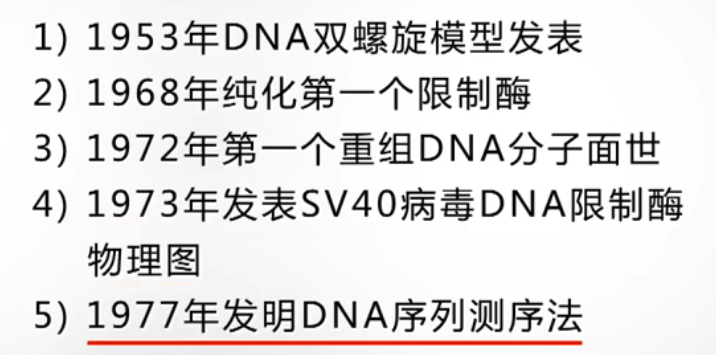 1) 1953年DNA双螺旋模型发表
2) 1968年纯化第一个限制酶
3) 1972年第一个重组DNA分子面世
4) 1973年发表SV40病毒DNA限制酶
物理图
5) 1977年发明DNA序列测序法